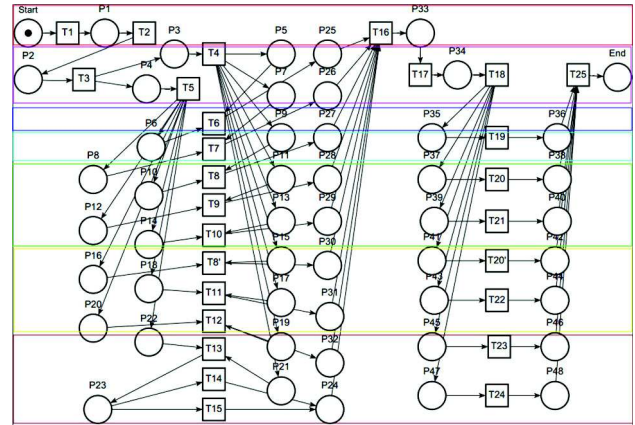 Start
P1
T1
T2
P3
P5
P25
P33
T16
P2
T3
P4
T4
P7
P26
T17
P34
T18
T25
End
T5
P6
T6
P9
P27
P35
T19
P36
P8
T7
P11
P28
P37
P38
P10
T8
T20
P12
T9
P13
P29
P39
P40
P14
T10
T21
P15
P30
P41
P42
P16
T8'
T20'
P18
P17
P43
P44
T11
P31
T22
P20
P22
T12
P19
P45
P46
T13
P32
T23
P23
T14
P21
P24
P47
P48
T15
T24